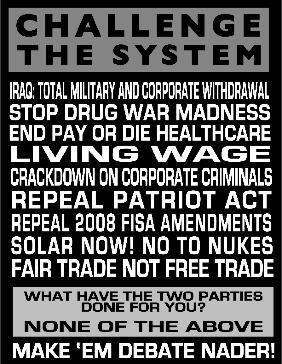 CHALLENGE
THE SYSTEM
IRAQ: TOTAL MILITARY AND CORPORATE WITHDRAWAL
STOP DRUG WAR MADNESS
END PAY OR DIE HEALTHCARE
LIVING WAGE
CRACKDOWN ON CORPORATE CRIMINALS
REPEAL PATRIOT ACT
REPEAL 2008 FISA AMENDMENTS
SOLAR NOW! NO TO NUKES
FAIR TRADE NOT FREE TRADE
WHAT HAVE THE TWO PARTIES
DONE FOR YOU?
NONE OF THE ABOVE
MAKE 'EM DEBATE NADER!